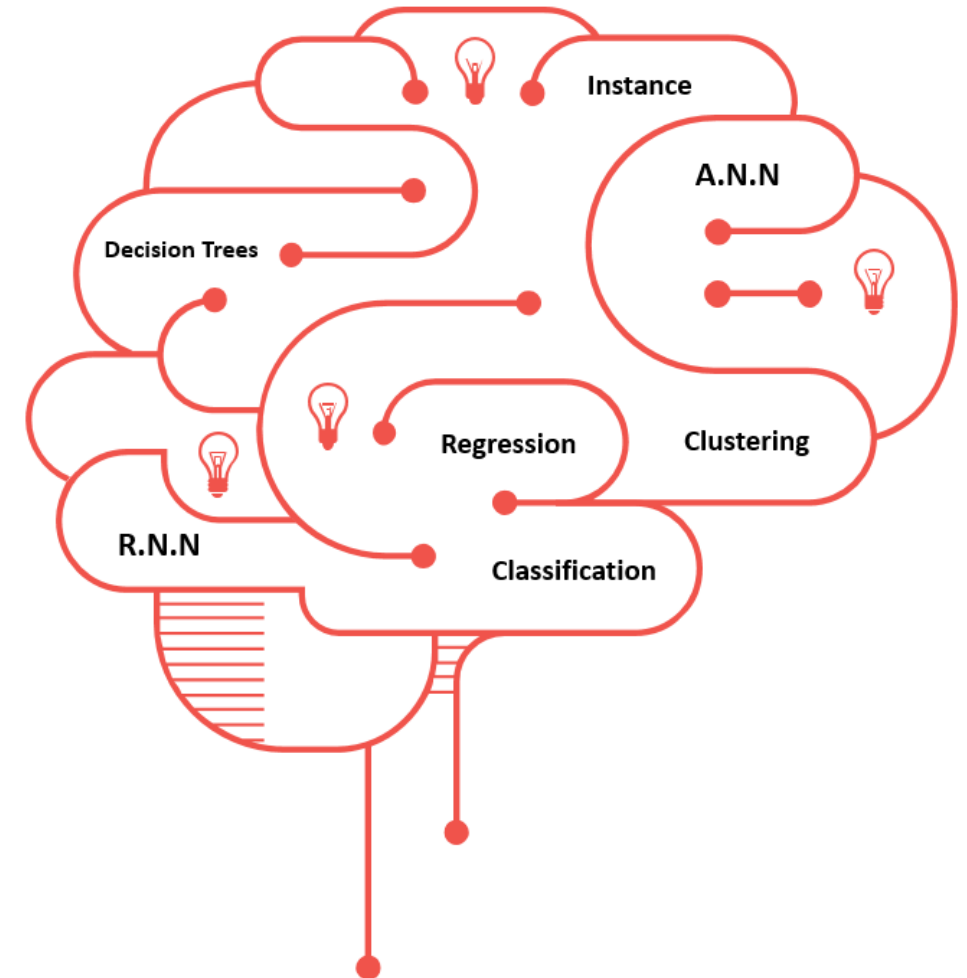 Instance
A.N.N
Decision Trees
Regression
Clustering
R.N.N
Classification